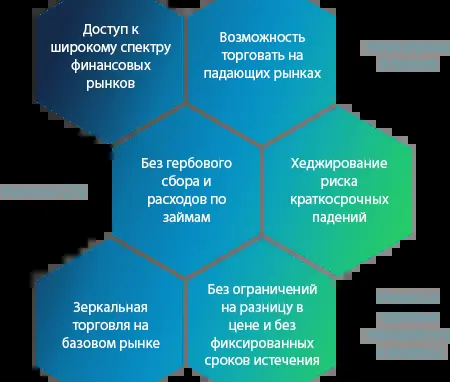 Доступ к
широкому спектру
финансовых
рынков
Возможность
торговать на
падающих рынках
Без гербового
сбора и
расходов по
займам
Хеджирование
риска
краткосрочных
падений
Зеркальная
торговля на
базовом рынке
Без ограничений
на разницу в
цене и без
фиксированных
сроков истечения